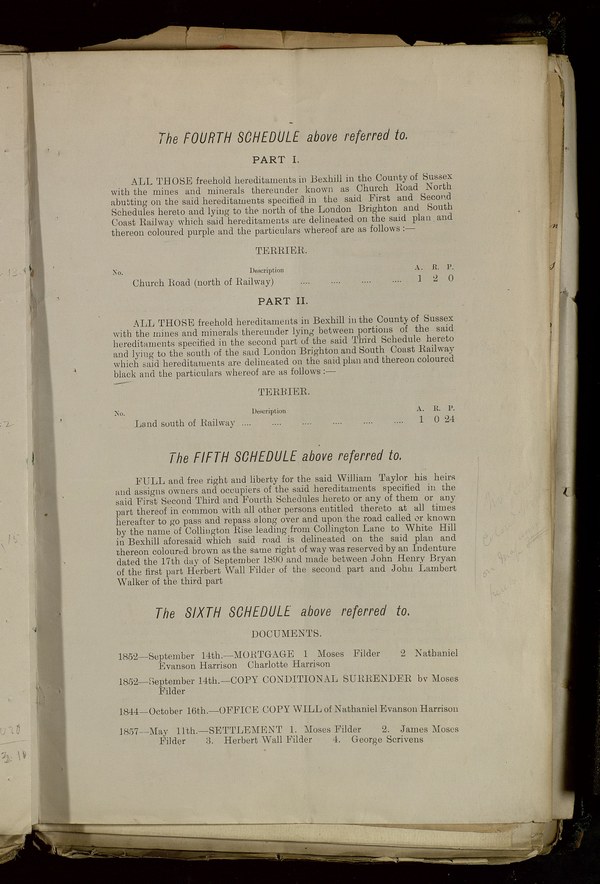 The FOURTH SCHEDULE above referred to.
PART I.
ALL THOSE freehold hereditaments in Bexhill in the County of Sussex
with the mines and minerals thereunder known as Church Road North
abutting on the said hereditaments specified in the said First and Second
Schedules hereto and lying to the north of the London Brighton and South
Coast Railway which said hereditaments are delineated on the said plan and
thereon coloured purple and the particulars whereof are as follows :—
TERRIER.
No. Description A. R. P.
Church Road (north of Railway) .... .... .... .... 1 2 0
PART II.
ALL THOSE freehold hereditaments in Bexhill in the County of Sussex
with the mines and minerals thereunder lying between portions of the said
hereditaments specified in the second part of the said Third Schedule hereto
and lying to the south of the said London Brighton and South Coast Railway
which said hereditaments are delineated on the said plan and thereon coloured
black and the particulars whereof are as follows :—
TERRIER.
No. Description A. R. P.
Land south of Railway .... .... .... .... .... .... 1 0 24
The FIFTH SCHEDULE above referred to.
FULL and free right and liberty for the said William Taylor his heirs
and assigns owners and occupiers of the said hereditaments specified in the
said First Second Third and Fourth Schedules hereto or any of them or any
part thereof in common with all other persons entitled thereto at all times
hereafter to go pass and repass along over and upon the road called or known
by the name of Collington Rise leading from Collington Lane to White Hill
in Bexhill aforesaid which said road is delineated on the said plan and
thereon coloured brown as the same right of way was reserved by an Indenture
dated the 17th day of September 1890 and made between John Henry Bryan
of the first part Herbert Wall Filder of the second part and John Lambert
Walker of the third part
The SIXTH SCHEDULE above referred to.
DOCUMENTS.
1852—September 14th.—MORTGAGE 1 Moses Filder 2 Nathaniel
Evanson Harrison Charlotte Harrison
1852—September 14th.—COPY CONDITIONAL SURRENDER by Moses
Filder
1844—October 16th.—OFFICE COPY WILL of Nathaniel Evanson Harrison
1857—May 11th.—SETTLEMENT 1. Moses Filder 2. James Moses
Filder 3. Herbert Wall Filder 4. George Scrivens